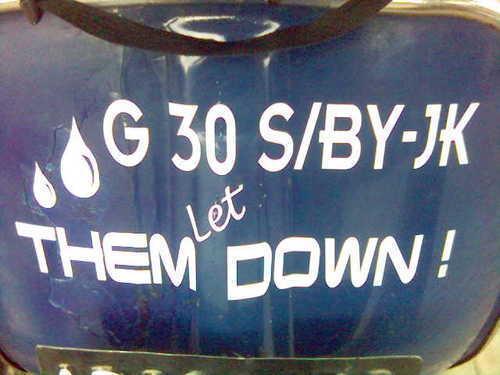 G 30 S/BY-JK
Let
THEM DOWN!